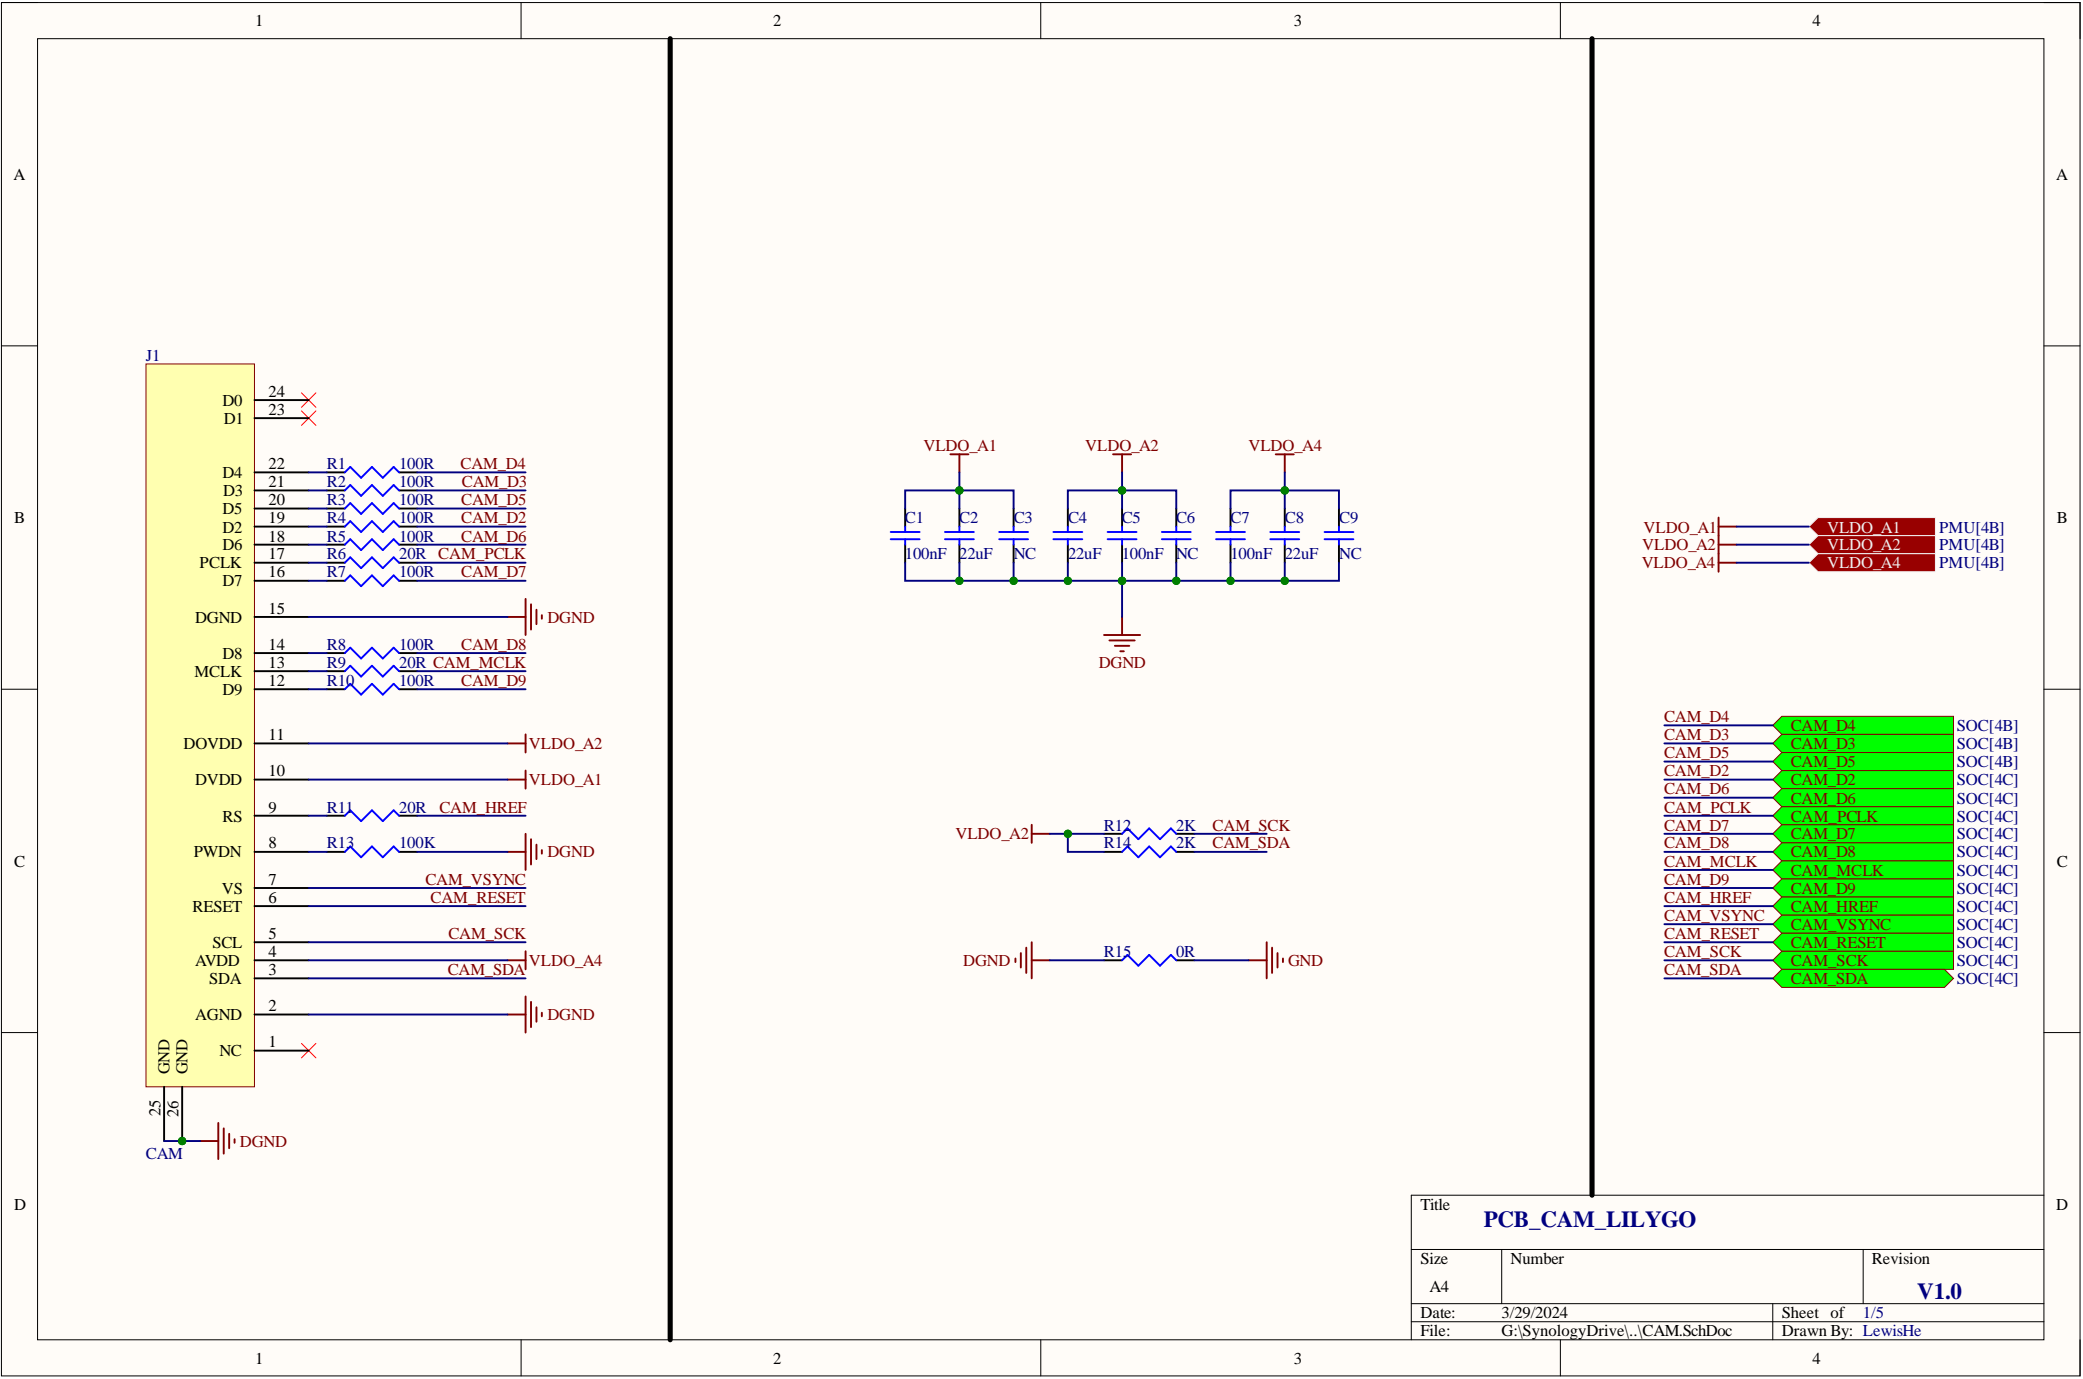 1 2 3 4
A A
B B
C C
D D
1 2 3 4
J1
D0 24
D1 23
D4 22 R1 100R CAM_D4
D3 21 R2 100R CAM_D3
D5 20 R3 100R CAM_D5
D2 19 R4 100R CAM_D2
D6 18 R5 100R CAM_D6
PCLK 17 R6 20R CAM_PCLK
D7 16 R7 100R CAM_D7
DGND 15 DGND
D8 14 R8 100R CAM_D8
MCLK 13 R9 20R CAM_MCLK
D9 12 R10 100R CAM_D9
DOVDD 11 VLDO_A2
DVDD 10 VLDO_A1
RS 9 R11 20R CAM_HREF
PWDN 8 R13 100K DGND
VS 7 CAM_VSYNC
RESET 6 CAM_RESET
SCL 5 CAM_SCK
AVDD 4 VLDO_A4
SDA 3 CAM_SDA
AGND 2 DGND
NC 1
GND GND
25 26
DGND
CAM
VLDO_A1 VLDO_A2 VLDO_A4
C1 C2 C3 C4 C5 C6 C7 C8 C9
100nF 22uF NC 22uF 100nF NC 100nF 22uF NC
DGND
VLDO_A2 R12 2K CAM_SCK
R14 2K CAM_SDA
DGND R15 0R GND
VLDO_A1 VLDO_A1 PMU[4B]
VLDO_A2 VLDO_A2 PMU[4B]
VLDO_A4 VLDO_A4 PMU[4B]
CAM_D4 CAM_D4 SOC[4B]
CAM_D3 CAM_D3 SOC[4B]
CAM_D5 CAM_D5 SOC[4B]
CAM_D2 CAM_D2 SOC[4C]
CAM_D6 CAM_D6 SOC[4C]
CAM_PCLK CAM_PCLK SOC[4C]
CAM_D7 CAM_D7 SOC[4C]
CAM_D8 CAM_D8 SOC[4C]
CAM_MCLK CAM_MCLK SOC[4C]
CAM_D9 CAM_D9 SOC[4C]
CAM_HREF CAM_HREF SOC[4C]
CAM_VSYNC CAM_VSYNC SOC[4C]
CAM_RESET CAM_RESET SOC[4C]
CAM_SCK CAM_SCK SOC[4C]
CAM_SDA CAM_SDA SOC[4C]
Title
PCB_CAM_LILYGO
Size Number Revision
A4 V1.0
Date: 3/29/2024 Sheet of 1/5
File: G:\SynologyDrive\..\CAM.SchDoc Drawn By: LewisHe